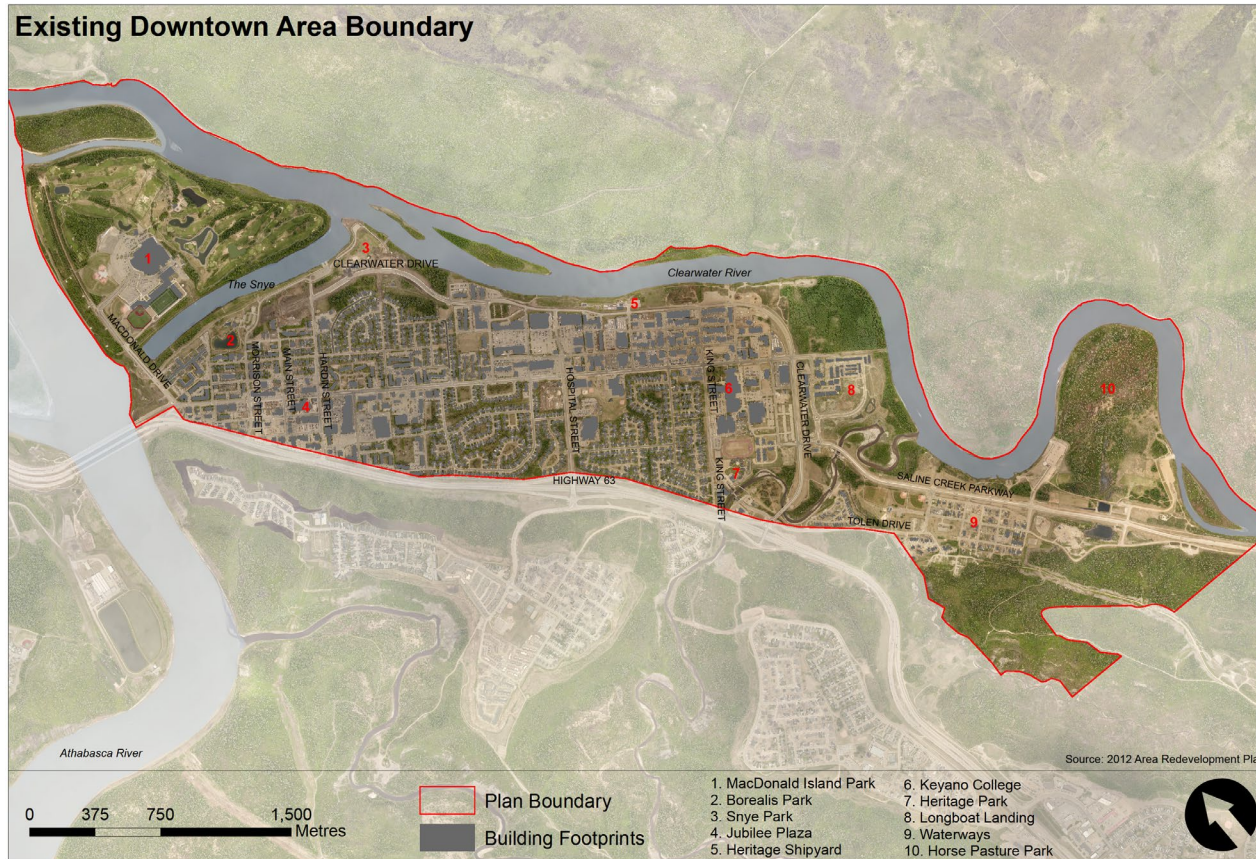 Existing Downtown Area Boundary
1
3
CLEARWATER DRIVE
The Snye
Clearwater River
5
MACDONALD DRIVE
2
MORRISON STREET
MAIN STREET
HARDIN STREET
4
HOSPITAL STREET
KING STREET
6
CLEARWATER DRIVE
8
10
KING STREET
7
HIGHWAY 63
SALINE CREEK PARKWAY
TOLEN DRIVE
9
Athabasca River
Source: 2012 Area Redevelopment Pla
0 375 750 1,500
Metres
Plan Boundary
Building Footprints
1. MacDonald Island Park
2. Borealis Park
3. Snye Park
4. Jubilee Plaza
5. Heritage Shipyard
6. Keyano College
7. Heritage Park
8. Longboat Landing
9. Waterways
10. Horse Pasture Park